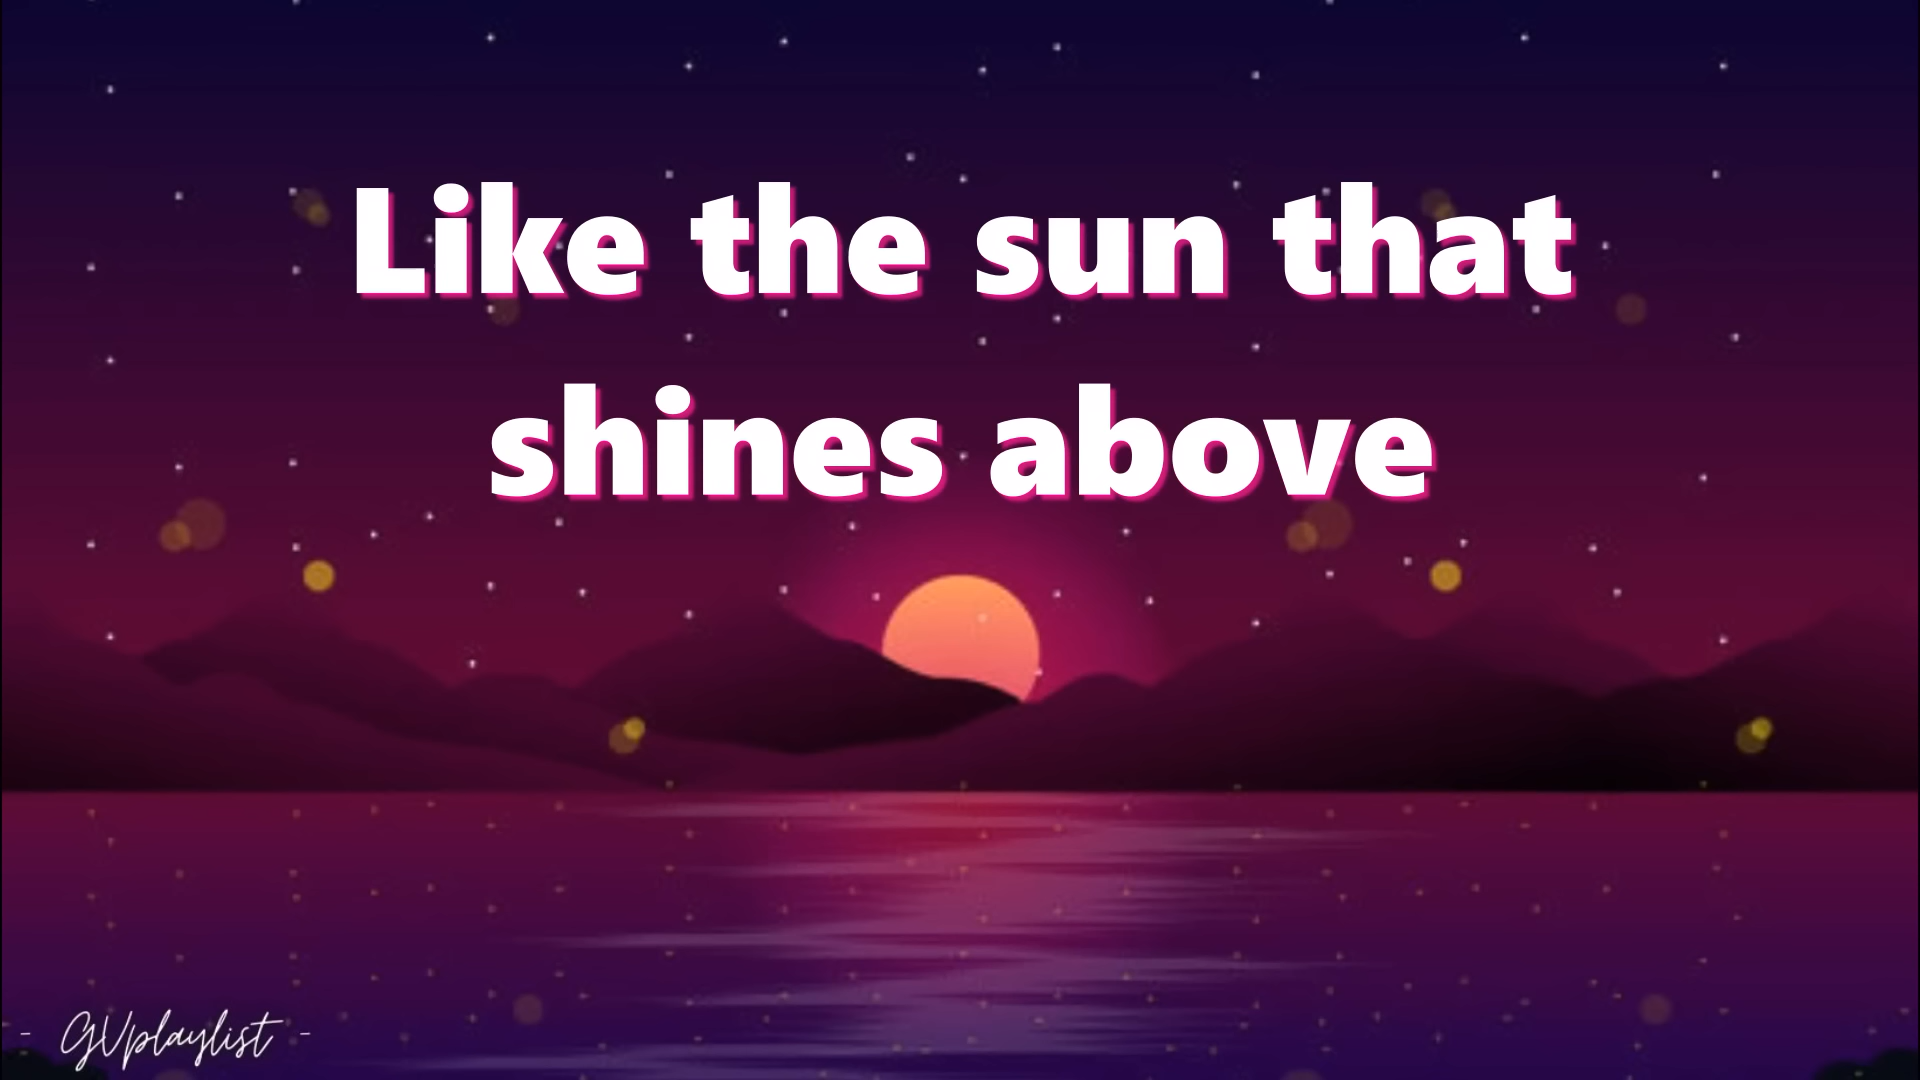 Like the sun that
shines above
- GVplaylist -